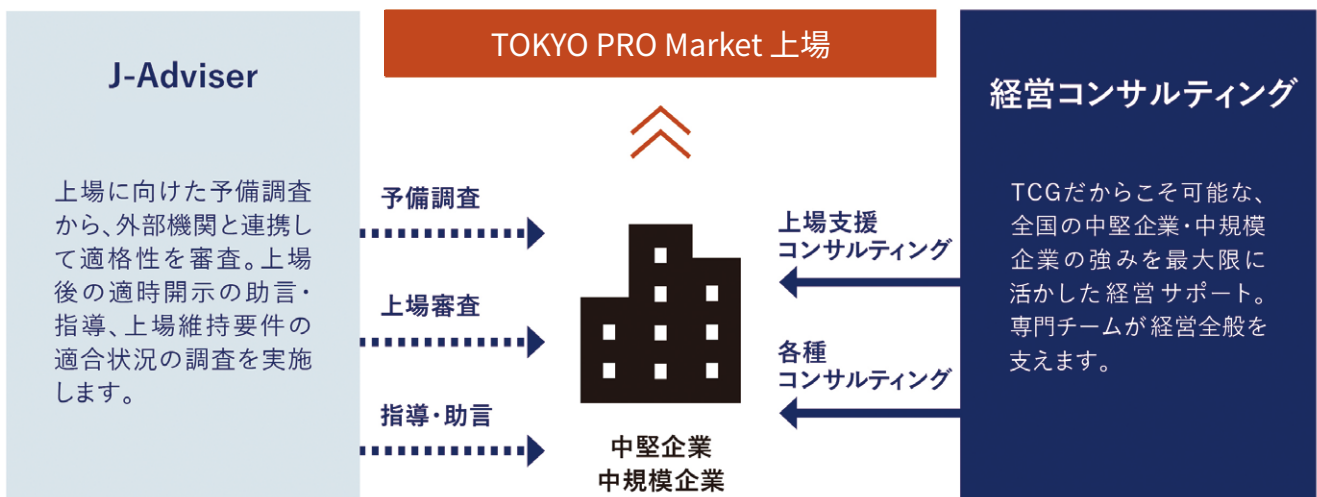 TOKYO PRO Market 上場
J-Adviser
上場に向けた予備調査
から、外部機関と連携し
て適格性を審査。上場
後の適時開示の助言・
指導、上場維持要件の
適合状況の調査を実施
します。
予備調査
上場審査
指導・助言
中堅企業
中規模企業
上場支援
コンサルティング
各種
コンサルティング
経営コンサルティング
TCGだからこそ可能な、
全国の中堅企業・中規模
企業の強みを最大限に
活かした経営サポート。
専門チームが経営全般を
支えます。